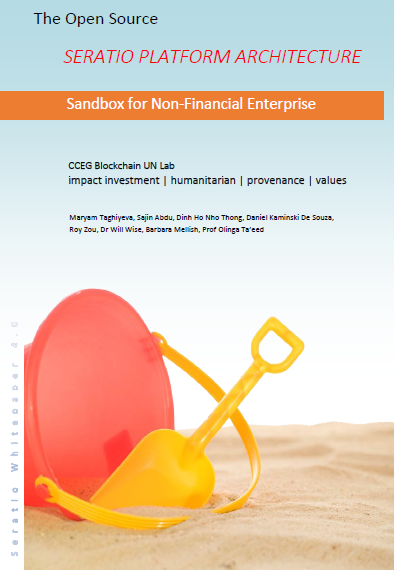 The Open Source
SERATIO PLATFORM ARCHITECTURE
Sandbox for Non-Financial Enterprise
CCEG Blockchain UN Lab
impact investment | humanitarian | provenance | values
Maryam Taghiyeva, Sajin Abdu, Dinh Ho Nho Thong, Daniel Kaminski De Souza,
Roy Zou, Dr Will Wise, Barbara Mellish, Prof Olinga Ta'eed
Seratio Whitepaper 4.0